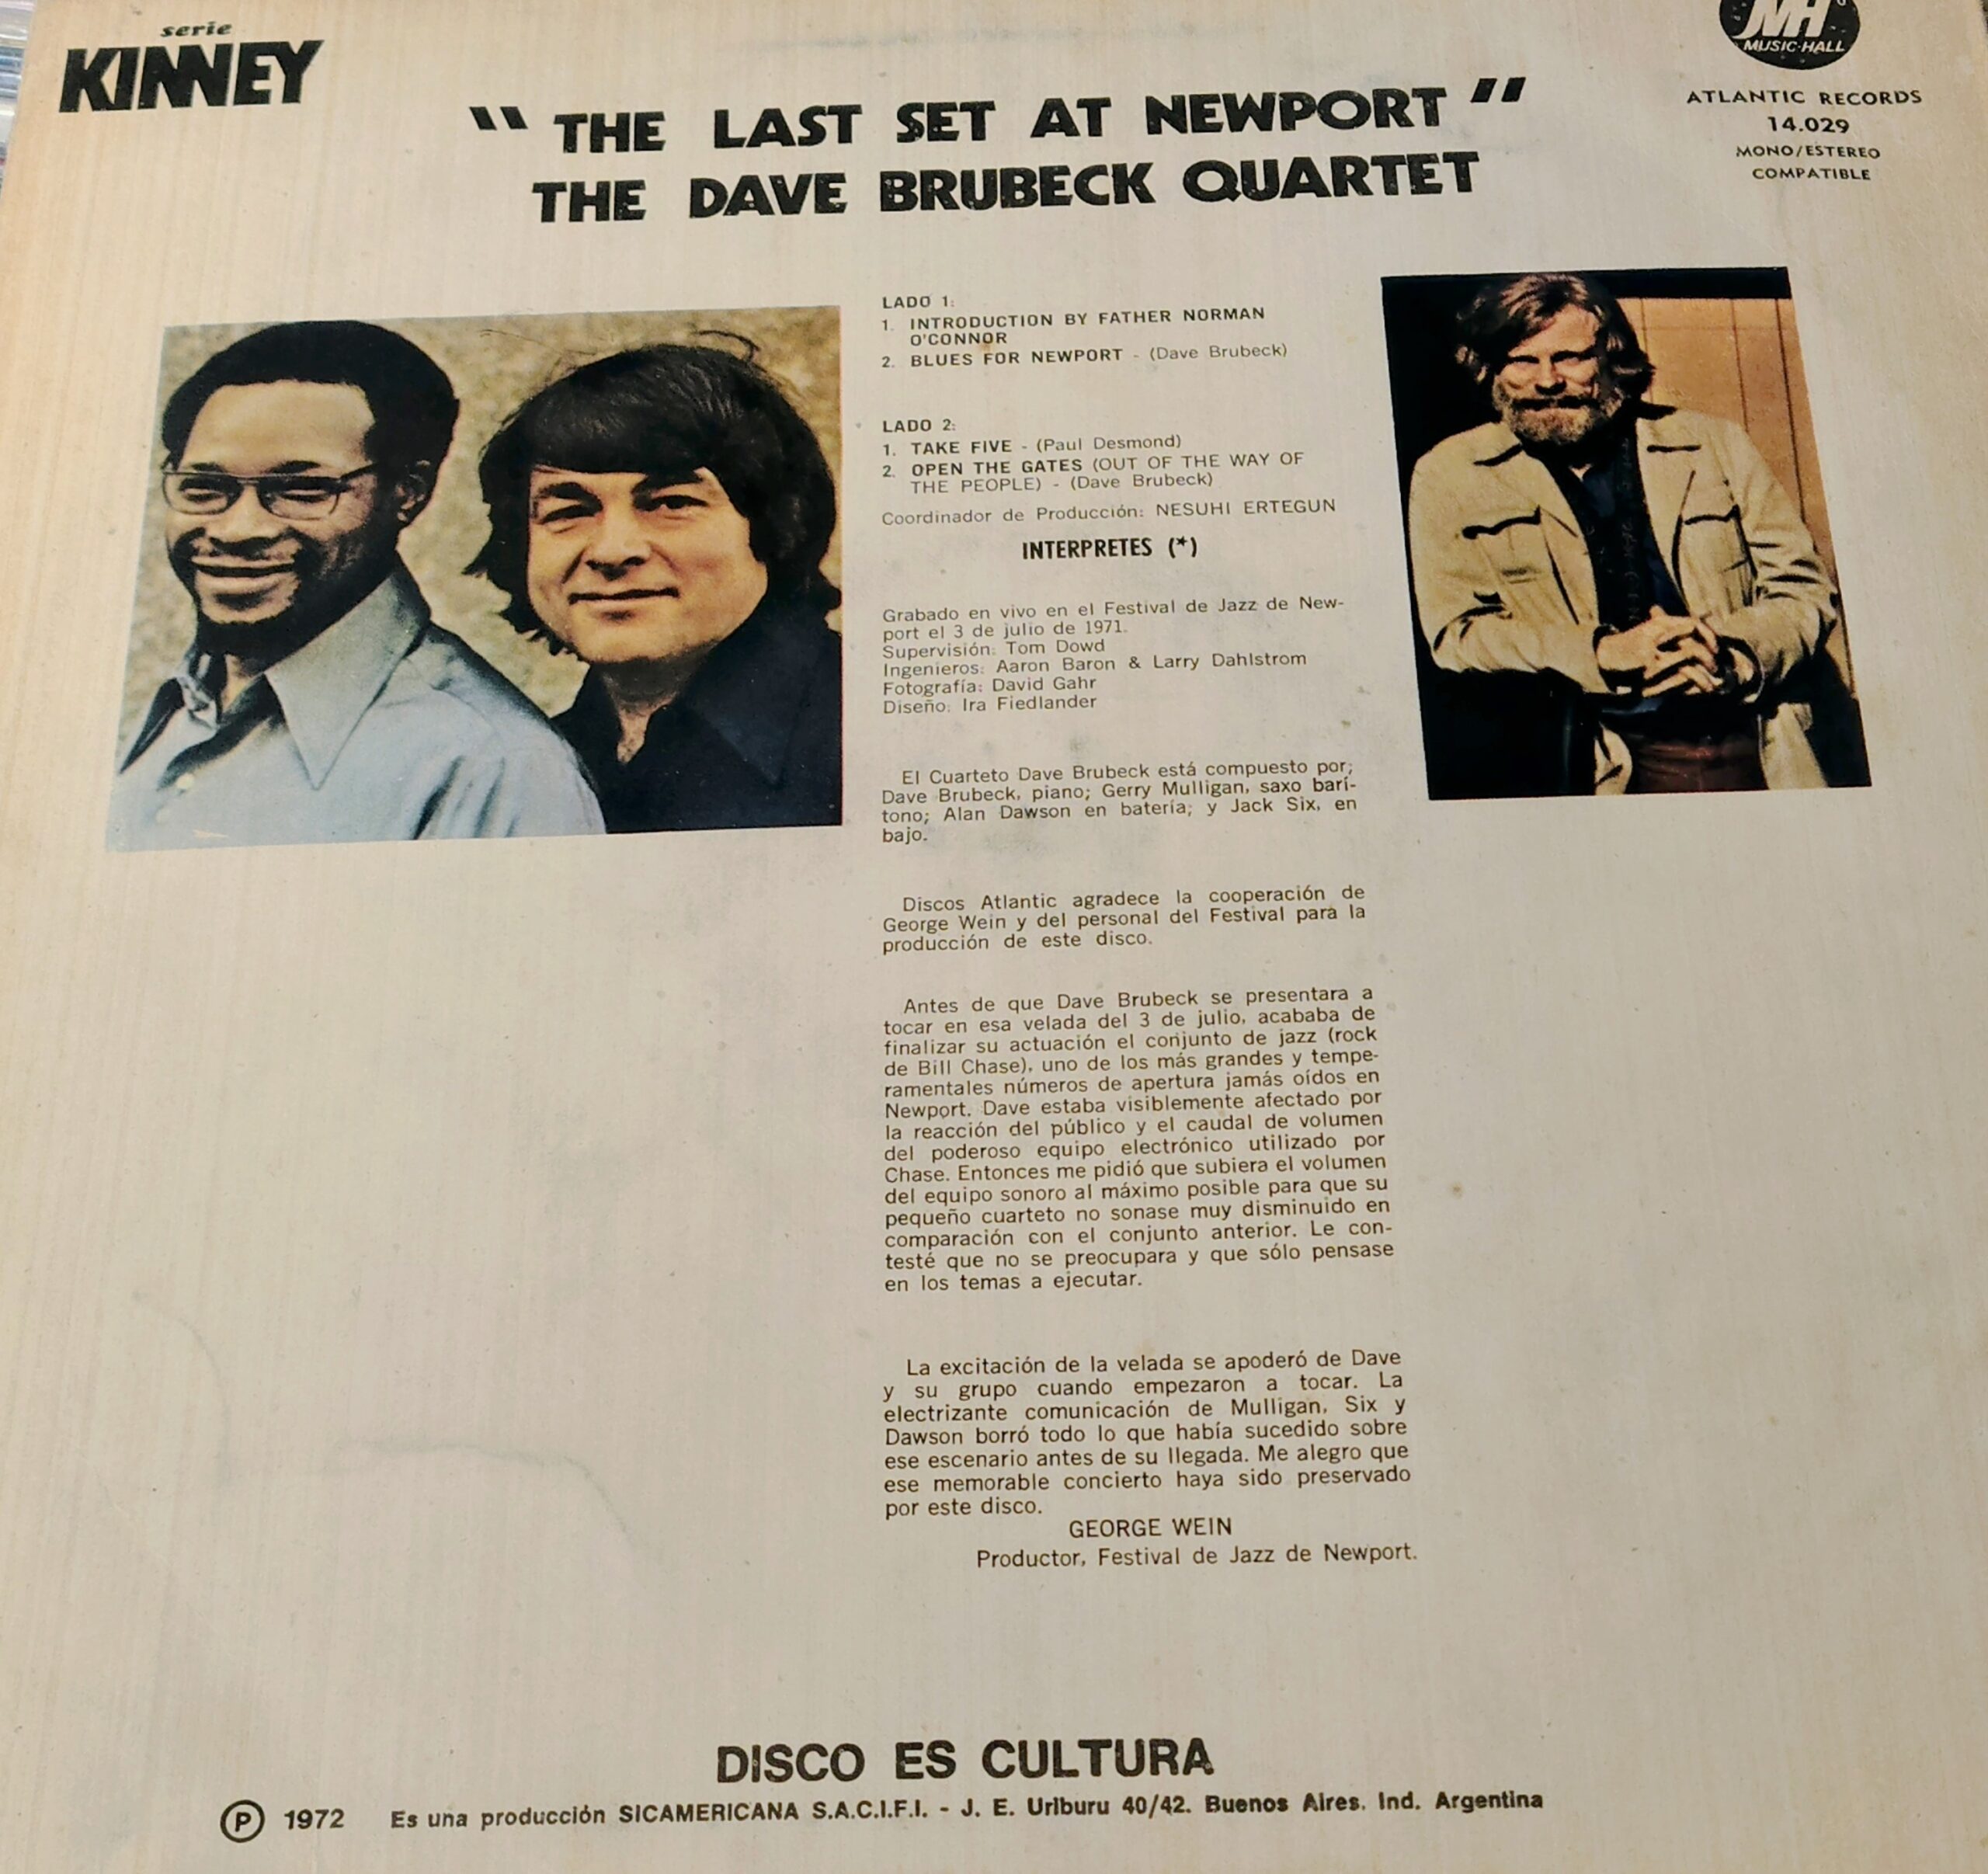 serie
KINNEY
MH
MUSIC-HALL
ATLANTIC RECORDS
14.029
MONO/ESTEREO
COMPATIBLE
"THE LAST SET AT NEWPORT"
THE DAVE BRUBECK QUARTET
LADO 1:
1. INTRODUCTION BY FATHER NORMAN
O'CONNOR
2. BLUES FOR NEWPORT - (Dave Brubeck)
LADO 2:
1. TAKE FIVE - (Paul Desmond)
2. OPEN THE GATES (OUT OF THE WAY OF
THE PEOPLE) - (Dave Brubeck)
Coordinador de Producción: NESUHI ERTEGUN
INTERPRETES (*)
Grabado en vivo en el Festival de Jazz de New-
port el 3 de julio de 1971.
Supervisión: Tom Dowd
Ingenieros: Aaron Baron & Larry Dahlstrom
Fotografía: David Gahr
Diseño: Ira Fiedlander
El Cuarteto Dave Brubeck está compuesto por;
Dave Brubeck, piano; Gerry Mulligan, saxo barí-
tono; Alan Dawson en batería; y Jack Six, en
bajo.
Discos Atlantic agradece la cooperación de
George Wein y del personal del Festival para la
producción de este disco.
Antes de que Dave Brubeck se presentara a
tocar en esa velada del 3 de julio, acababa de
finalizar su actuación el conjunto de jazz (rock
de Bill Chase), uno de los más grandes y tempe-
ramentales números de apertura jamás oídos en
Newport. Dave estaba visiblemente afectado por
la reacción del público y el caudal de volumen
del poderoso equipo electrónico utilizado por
Chase. Entonces me pidió que subiera el volumen
del equipo sonoro al máximo posible para que su
pequeño cuarteto no sonase muy disminuido en
comparación con el conjunto anterior. Le con-
testé que no se preocupara y que sólo pensase
en los temas a ejecutar.
La excitación de la velada se apoderó de Dave
y su grupo cuando empezaron a tocar. La
electrizante comunicación de Mulligan, Six y
Dawson borró todo lo que había sucedido sobre
ese escenario antes de su llegada. Me alegro que
ese memorable concierto haya sido preservado
por este disco.
GEORGE WEIN
Productor, Festival de Jazz de Newport.
DISCO ES CULTURA
Ⓟ 1972 Es una producción SICAMERICANA S.A.C.I.F.I. - J. E. Uriburu 40/42. Buenos Aires. Ind. Argentina